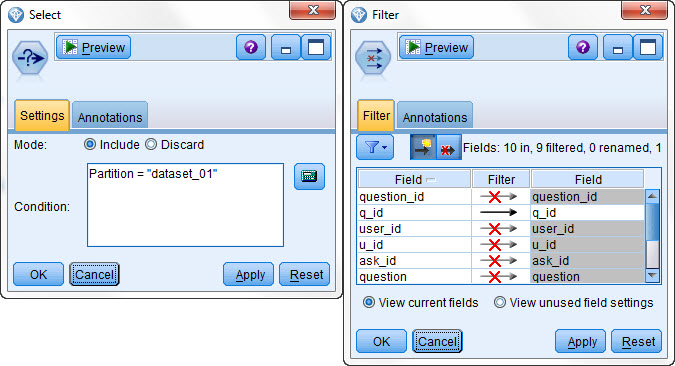 Select
Preview
?
Settings Annotations
Mode: Include Discard
Partition = "dataset_01"
Condition:
OK Cancel Apply Reset
Filter
Preview
?
Filter Annotations
Fields: 10 in, 9 filtered, 0 renamed, 1
Field Filter Field
question_id question_id
q_id q_id
user_id user_id
u_id u_id
ask_id ask_id
question question
View current fields View unused field settings
OK Cancel Apply Reset